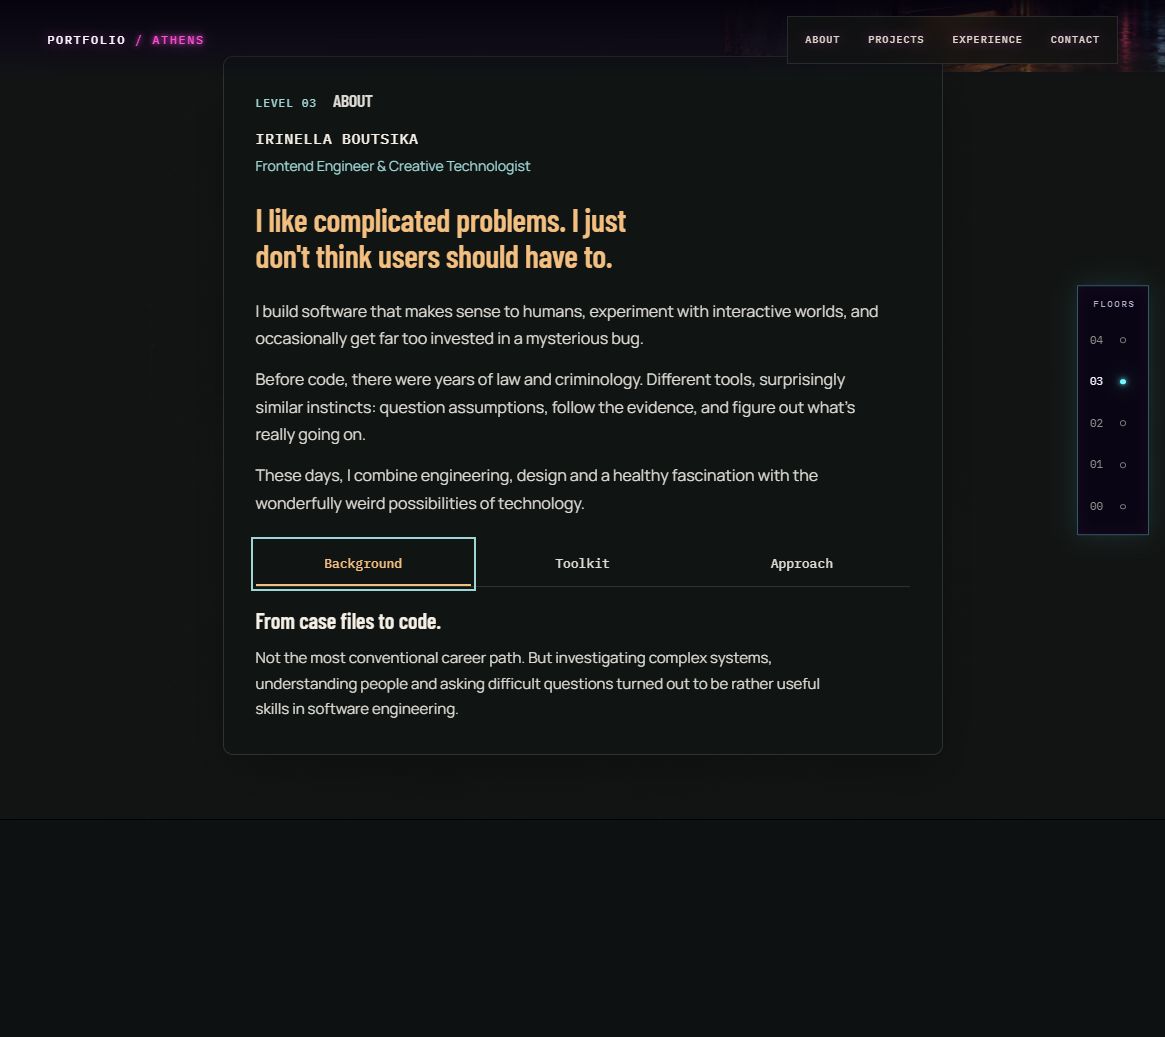 PORTFOLIO / ATHENS
ABOUT PROJECTS EXPERIENCE CONTACT
LEVEL 03 ABOUT
IRINELLA BOUTSIKA
Frontend Engineer & Creative Technologist
I like complicated problems. I just
don't think users should have to.
I build software that makes sense to humans, experiment with interactive worlds, and
occasionally get far too invested in a mysterious bug.
Before code, there were years of law and criminology. Different tools, surprisingly
similar instincts: question assumptions, follow the evidence, and figure out what's
really going on.
These days, I combine engineering, design and a healthy fascination with the
wonderfully weird possibilities of technology.
Background Toolkit Approach
From case files to code.
Not the most conventional career path. But investigating complex systems,
understanding people and asking difficult questions turned out to be rather useful
skills in software engineering.
FLOORS
04
03
02
01
00